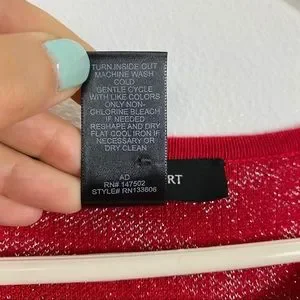 TURN INSIDE OUT
MACHINE WASH
COLD
GENTLE CYCLE
WITH LIKE COLORS
ONLY NON-
CHLORINE BLEACH
IF NEEDED
RESHAPE AND DRY
FLAT COOL IRON IF
NECESSARY OR
DRY CLEAN
AD
RN# 147502
STYLE# RN133606
RT